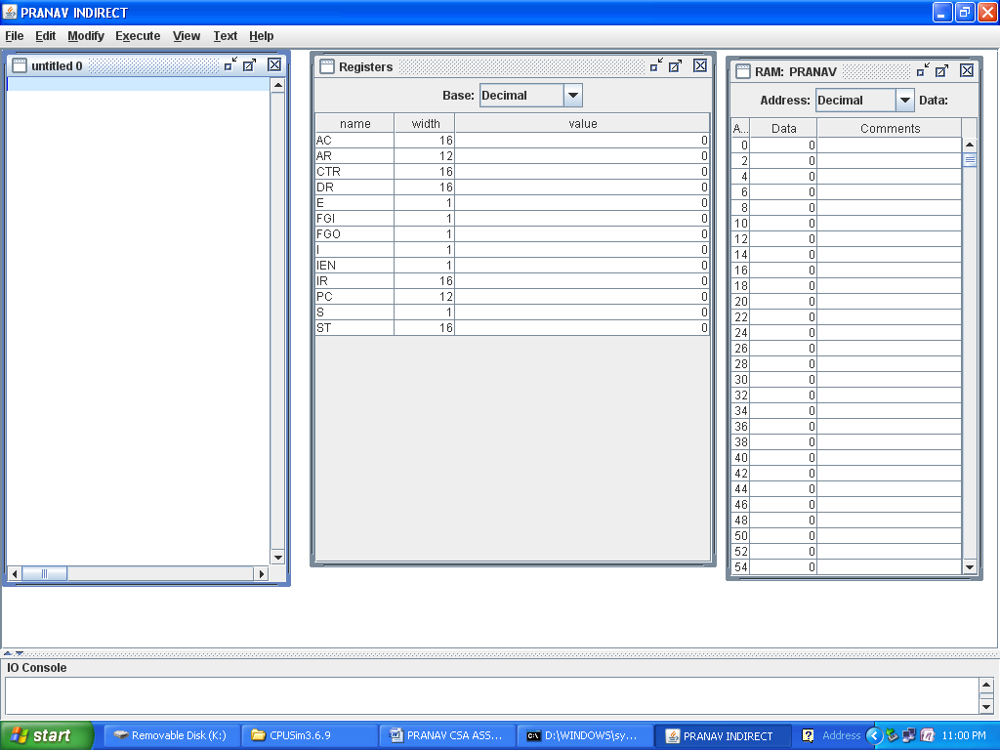 PRANAV INDIRECT
File Edit Modify Execute View Text Help
untitled 0
Registers
Base: Decimal
name width value
AC 16 0
AR 12 0
CTR 16 0
DR 16 0
E 1 0
FGI 1 0
FGO 1 0
I 1 0
IEN 1 0
IR 16 0
PC 12 0
S 1 0
ST 16 0
RAM: PRANAV
Address: Decimal Data:
A... Data Comments
0 0
2 0
4 0
6 0
8 0
10 0
12 0
14 0
16 0
18 0
20 0
22 0
24 0
26 0
28 0
30 0
32 0
34 0
36 0
38 0
40 0
42 0
44 0
46 0
48 0
50 0
52 0
54 0
IO Console
start Removable Disk (K:) CPUSim3.6.9 PRANAV CSA ASS... D:\WINDOWS\sy... PRANAV INDIRECT Address 11:00 PM